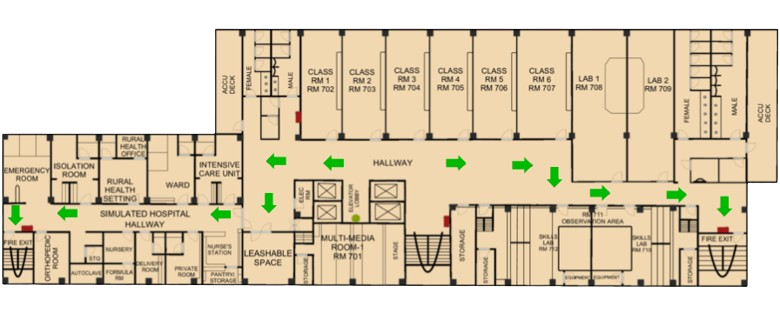 ACCU
DECK
FEMALE
MALE
CLASS
RM 1
RM 702
CLASS
RM 2
RM 703
CLASS
RM 3
RM 704
CLASS
RM 4
RM 705
CLASS
RM 5
RM 706
CLASS
RM 6
RM 707
LAB 1
RM 708
LAB 2
RM 709
FEMALE
MALE
ACCU
DECK
EMERGENCY
ROOM
ISOLATION
ROOM
RURAL
HEALTH
OFFICE
RURAL
HEALTH
SETTING
WARD
INTENSIVE
CARE UNIT
HALLWAY
ELEC
RM
ELEVATOR
LOBBY
SIMULATED HOSPITAL
HALLWAY
FIRE EXIT
ORTHOPEDIC
ROOM
STQ
AUTOCLAVE
NURSERY
FORMULA
RM
DELIVERY
ROOM
PRIVATE
ROOM
NURSE'S
STATION
PANTRY
STORAGE
LEASHABLE
SPACE
STORAGE
MULTI-MEDIA
ROOM-1
RM 701
STAGE
STORAGE
STORAGE
SKILLS
LAB
RM 712
RM 711
OBSERVATION AREA
EQUIPMENT
EQUIPMENT
SKILLS
LAB
RM 710
STORAGE
FIRE EXIT